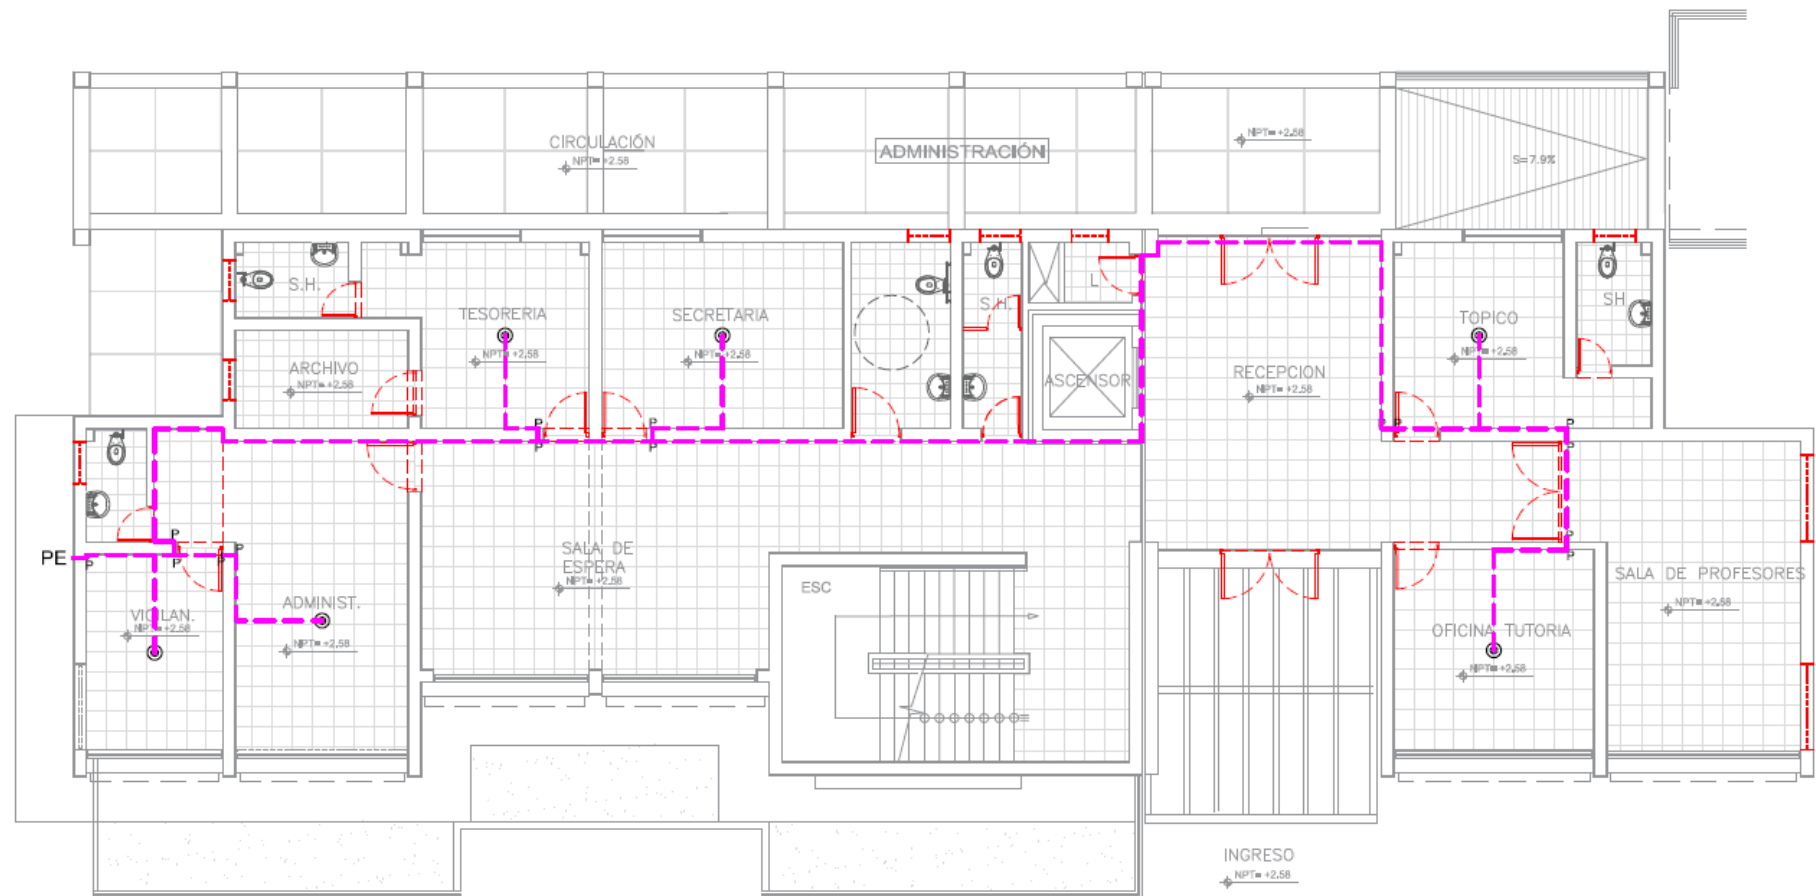 CIRCULACIÓN
NPT= +2.58
ADMINISTRACIÓN
NPT= +2.58
S=7.9%
S.H.
TESORERIA
NPT= +2.58
SECRETARIA
NPT= +2.58
S.H.
L
TOPICO
NPT= +2.58
SH
ARCHIVO
NPT= +2.58
ASCENSOR
RECEPCION
NPT= +2.58
P
P
P
P
P
P
P
P
P
P
PE
P
P
P
SALA DE
ESPERA
NPT= +2.58
ESC
VIGILAN.
NPT= +2.58
ADMINIST.
NPT= +2.58
SALA DE PROFESORES
NPT= +2.58
OFICINA TUTORIA
NPT= +2.58
INGRESO
NPT= +2.58